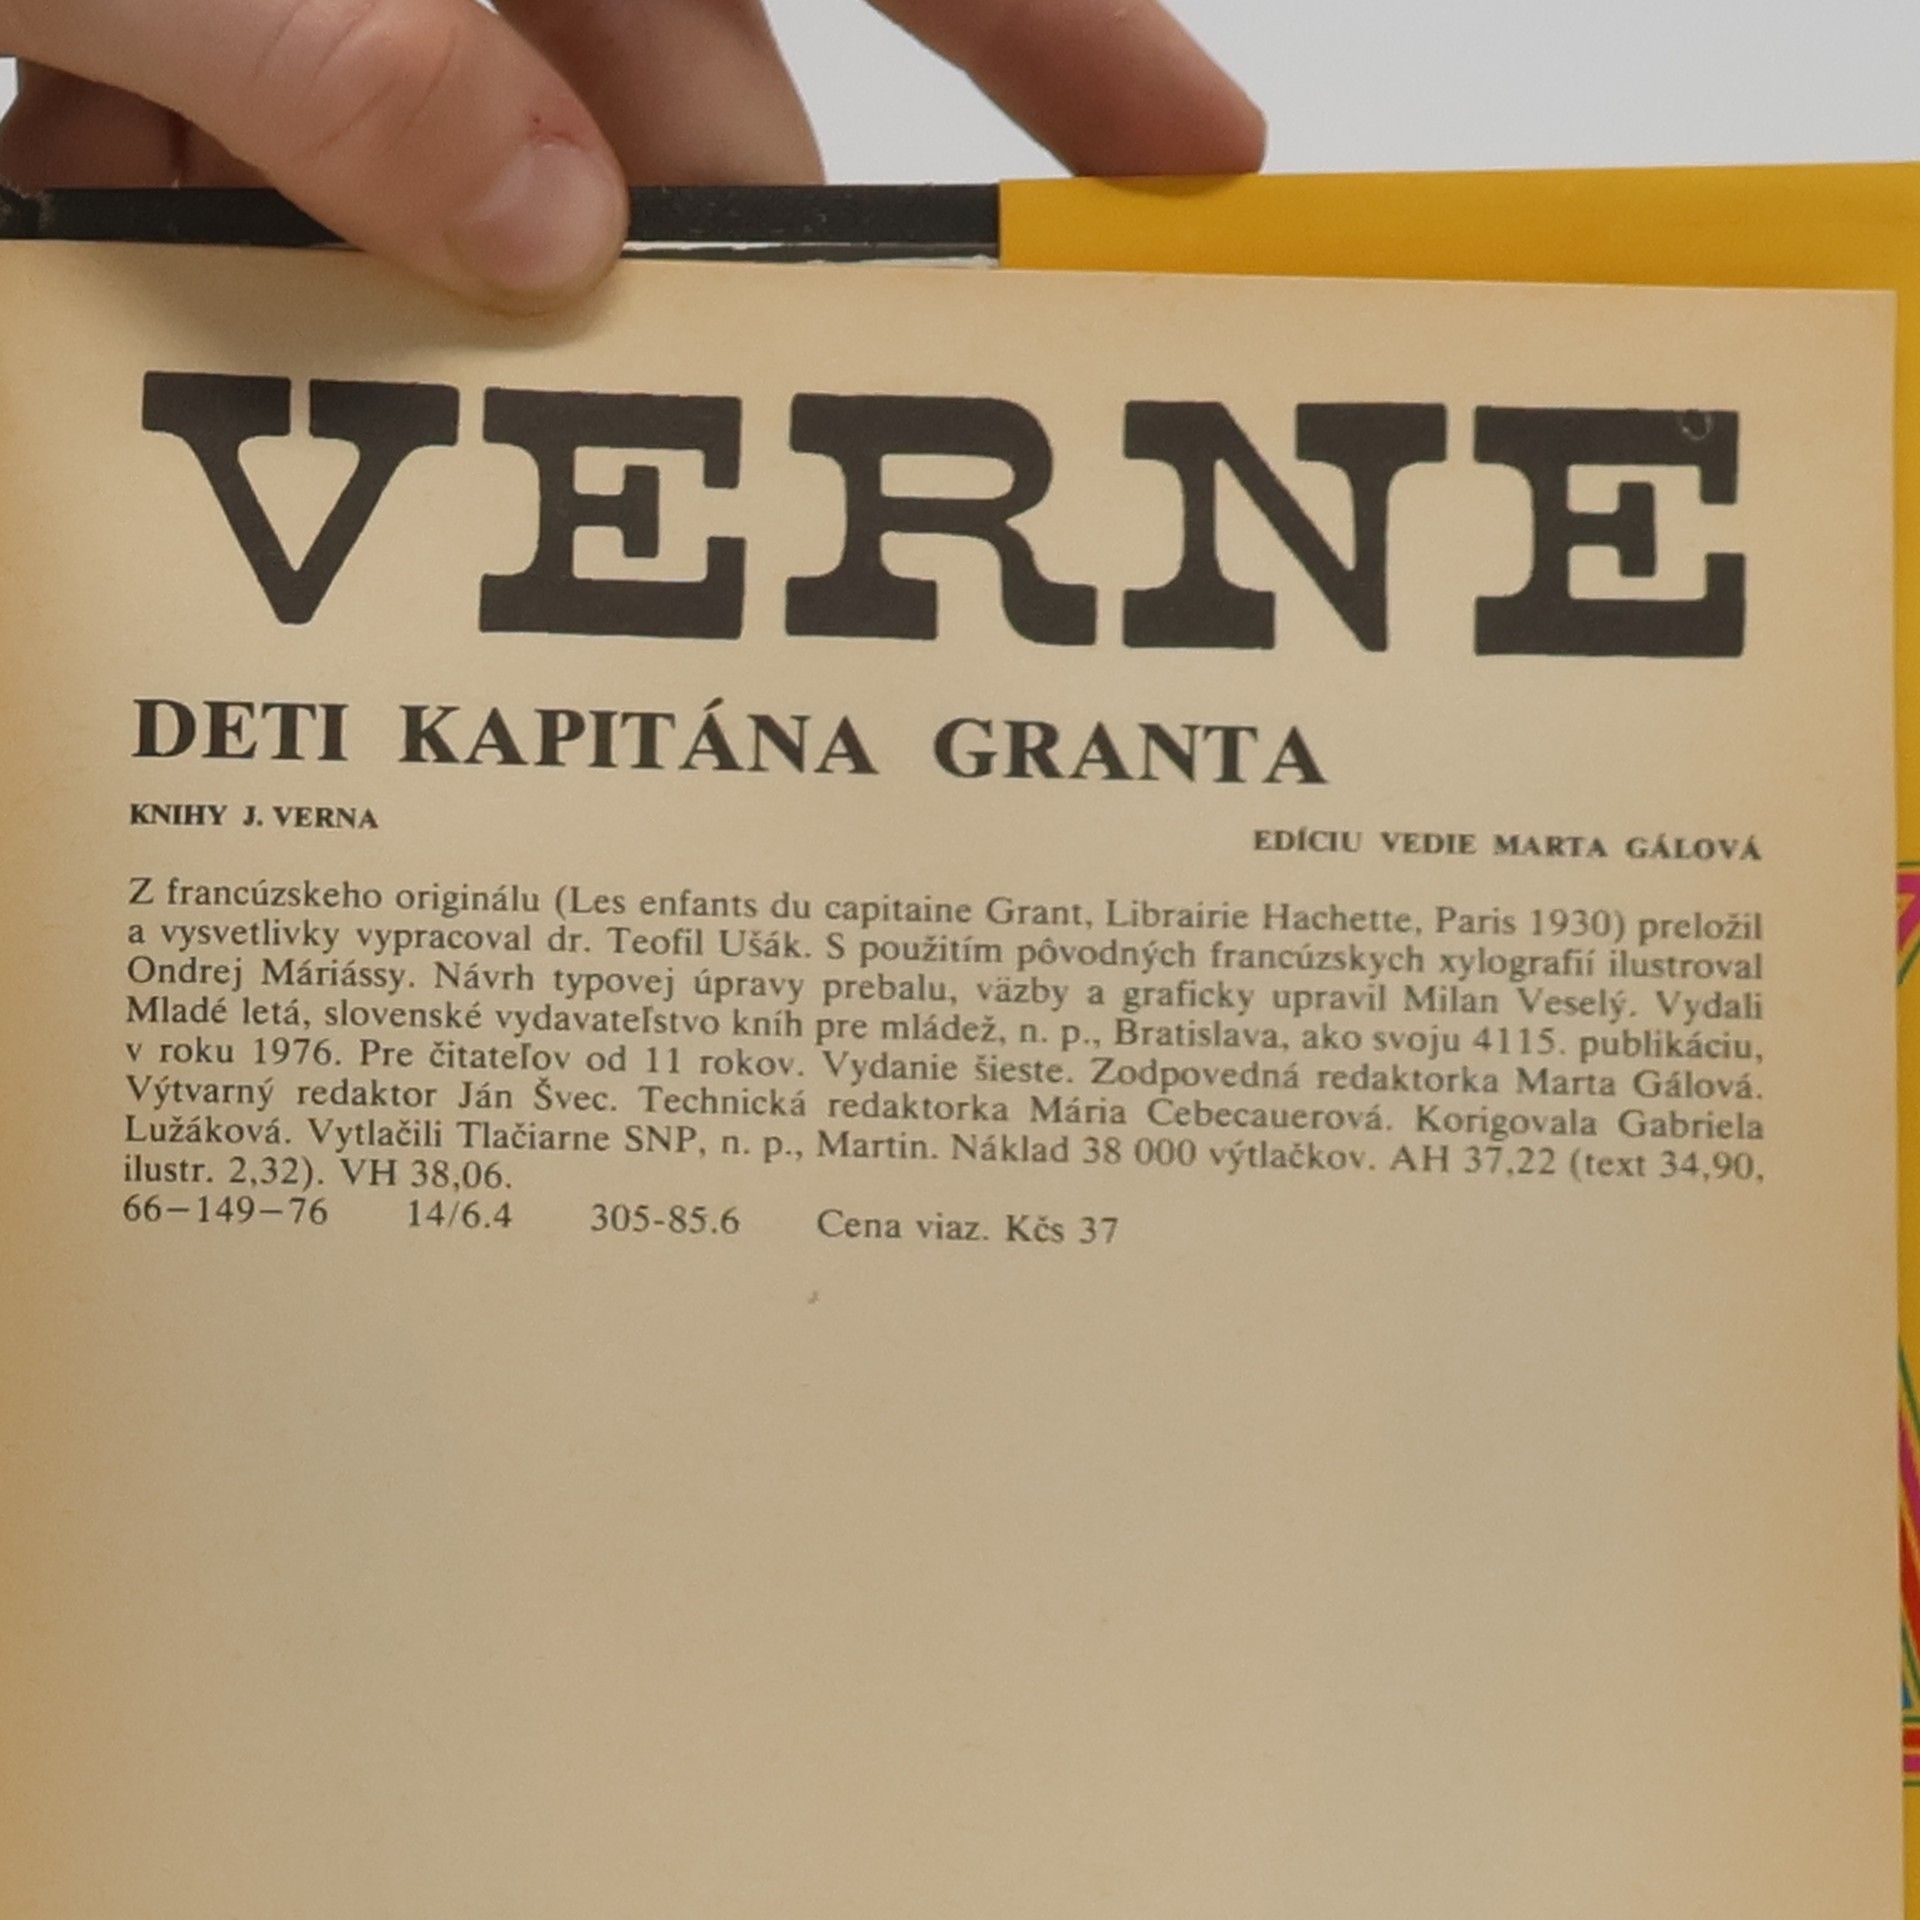 VERNE
DETI KAPITÁNA GRANTA
KNIHY J. VERNA
EDÍCIU VEDIE MARTA GÁLOVÁ
Z francúzskeho originálu (Les enfants du capitaine Grant, Librairie Hachette, Paris 1930) preložil
a vysvetlivky vypracoval dr. Teofil Ušák. S použitím pôvodných francúzskych xylografií ilustroval
Ondrej Máriássy. Návrh typovej úpravy prebalu, väzby a graficky upravil Milan Veselý. Vydali
Mladé letá, slovenské vydavateľstvo kníh pre mládež, n. p., Bratislava, ako svoju 4115. publikáciu,
v roku 1976. Pre čitateľov od 11 rokov. Vydanie šieste. Zodpovedná redaktorka Marta Gálová.
Výtvarný redaktor Ján Švec. Technická redaktorka Mária Čebecauerová. Korigovala Gabriela
Lužáková. Vytlačili Tlačiarne SNP, n. p., Martin. Náklad 38 000 výtlačkov. AH 37,22 (text 34,90,
ilustr. 2,32). VH 38,06.
66—149—76 14/6.4 305-85.6 Cena viaz. Kčs 37